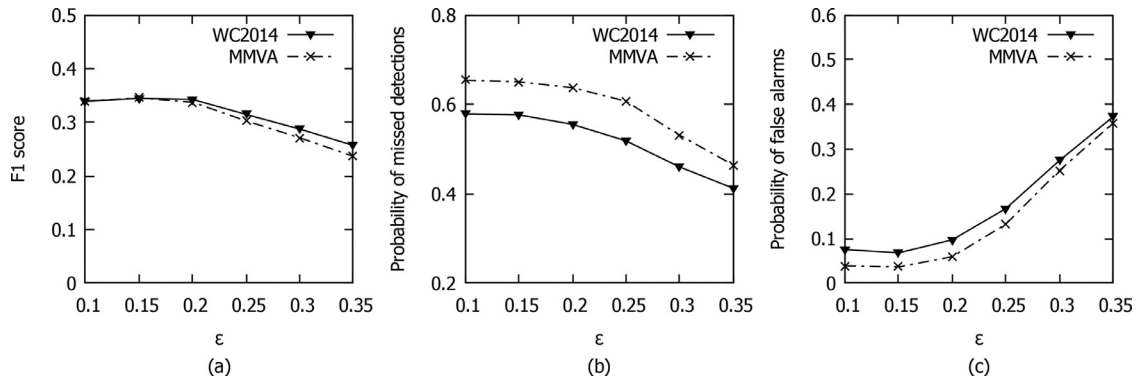 0.5
0.4
0.3
0.2
0.1
0
F1 score
WC2014
MMVA
0.1 0.15 0.2 0.25 0.3 0.35
ε
(a)
0.8
0.6
0.4
0.2
Probability of missed detections
WC2014
MMVA
0.1 0.15 0.2 0.25 0.3 0.35
ε
(b)
0.6
0.5
0.4
0.3
0.2
0.1
0
Probability of false alarms
WC2014
MMVA
0.1 0.15 0.2 0.25 0.3 0.35
ε
(c)